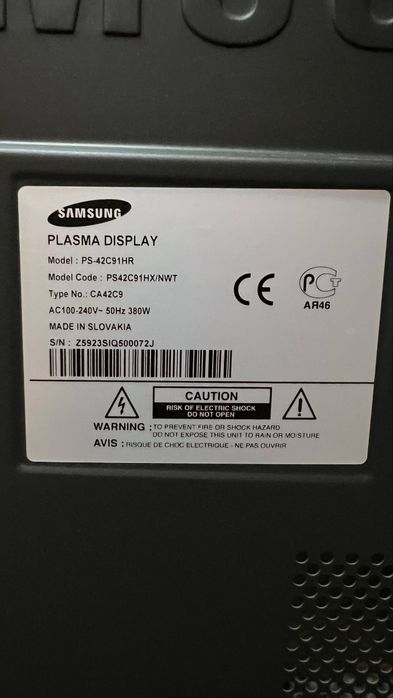 SAMSUNG
PLASMA DISPLAY
Model : PS-42C91HR
Model Code : PS42C91HX/NWT
Type No.: CA42C9
AC100-240V~ 50Hz 380W
MADE IN SLOVAKIA
S/N : Z5923SIQ500072J
CE
РСТ
АЯ46
CAUTION
RISK OF ELECTRIC SHOCK
DO NOT OPEN
WARNING : TO PREVENT FIRE OR SHOCK HAZARD
DO NOT EXPOSE THIS UNIT TO RAIN OR MOISTURE
AVIS : RISQUE DE CHOC ELECTRIQUE - NE PAS OUVRIR